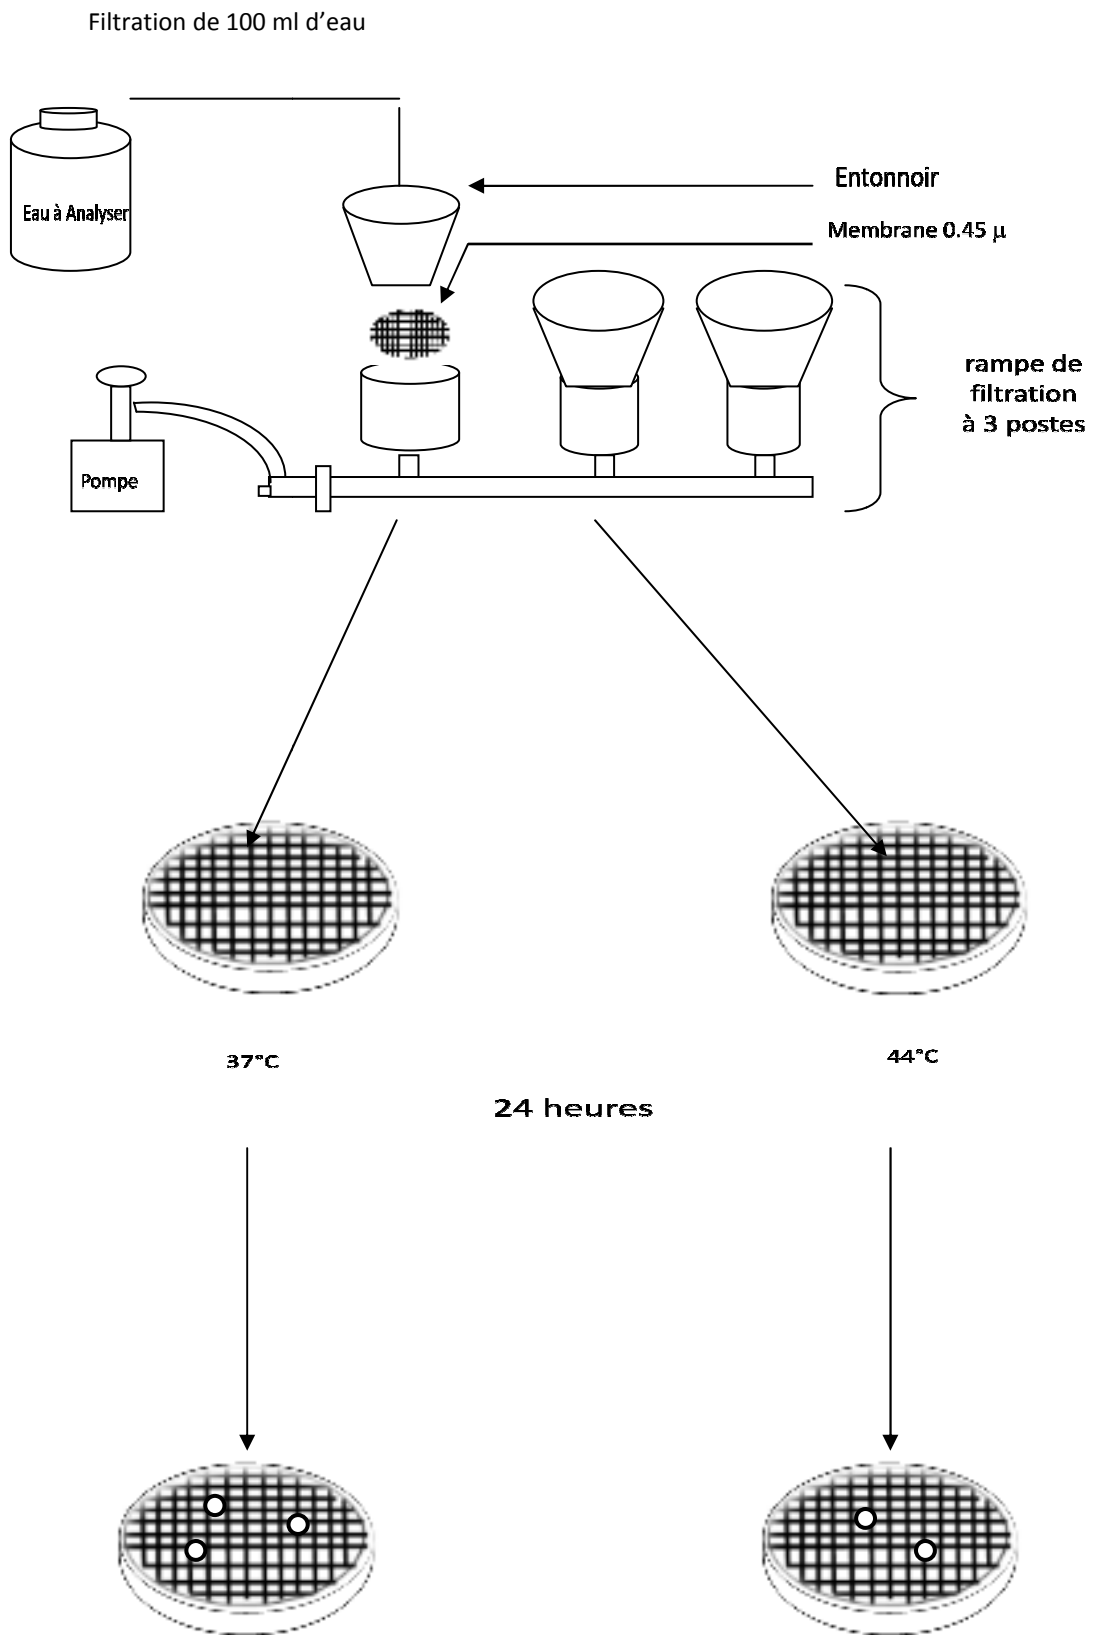 Filtration de 100 ml d’eau
Eau à Analyser
Entonnoir
Membrane 0.45 µ
rampe de
filtration
à 3 postes
Pompe
37°C
44°C
24 heures